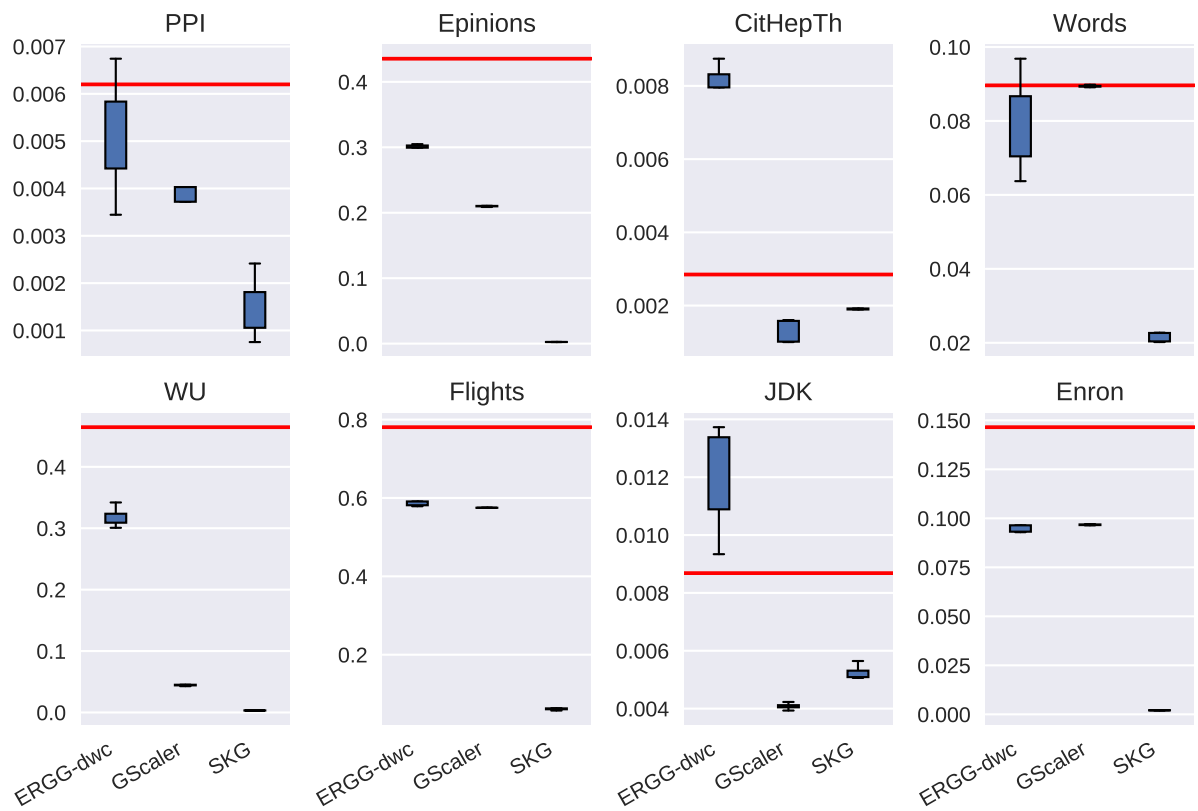 PPI
0.007
0.006
0.005
0.004
0.003
0.002
0.001
Epinions
0.4
0.3
0.2
0.1
0.0
CitHepTh
0.008
0.006
0.004
0.002
Words
0.10
0.08
0.06
0.04
0.02
WU
0.4
0.3
0.2
0.1
0.0
ERGG-dwc
GScaler
SKG
Flights
0.8
0.6
0.4
0.2
ERGG-dwc
GScaler
SKG
JDK
0.014
0.012
0.010
0.008
0.006
0.004
ERGG-dwc
GScaler
SKG
Enron
0.150
0.125
0.100
0.075
0.050
0.025
0.000
ERGG-dwc
GScaler
SKG